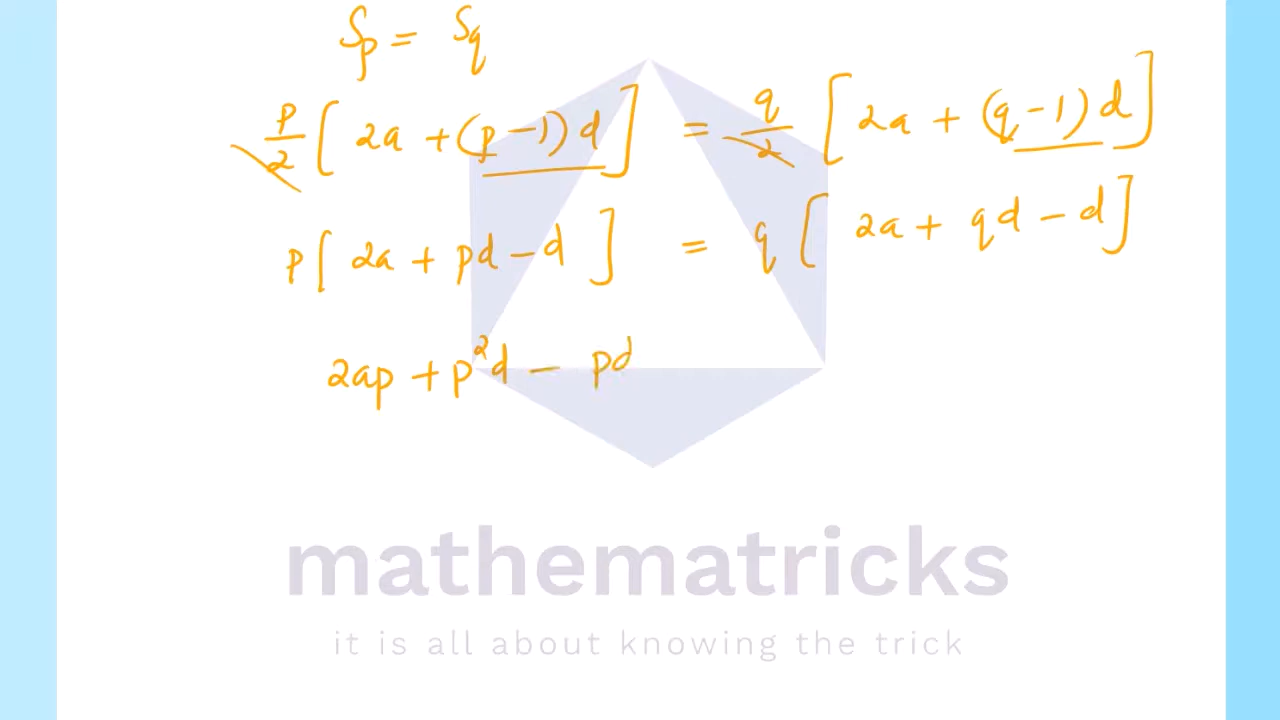 Sp = Sq
p/2 [ 2a + (p - 1) d ] = q/2 [ 2a + (q - 1) d ]
p [ 2a + pd - d ] = q [ 2a + qd - d ]
2ap + p²d - pd
mathematricks
it is all about knowing the trick